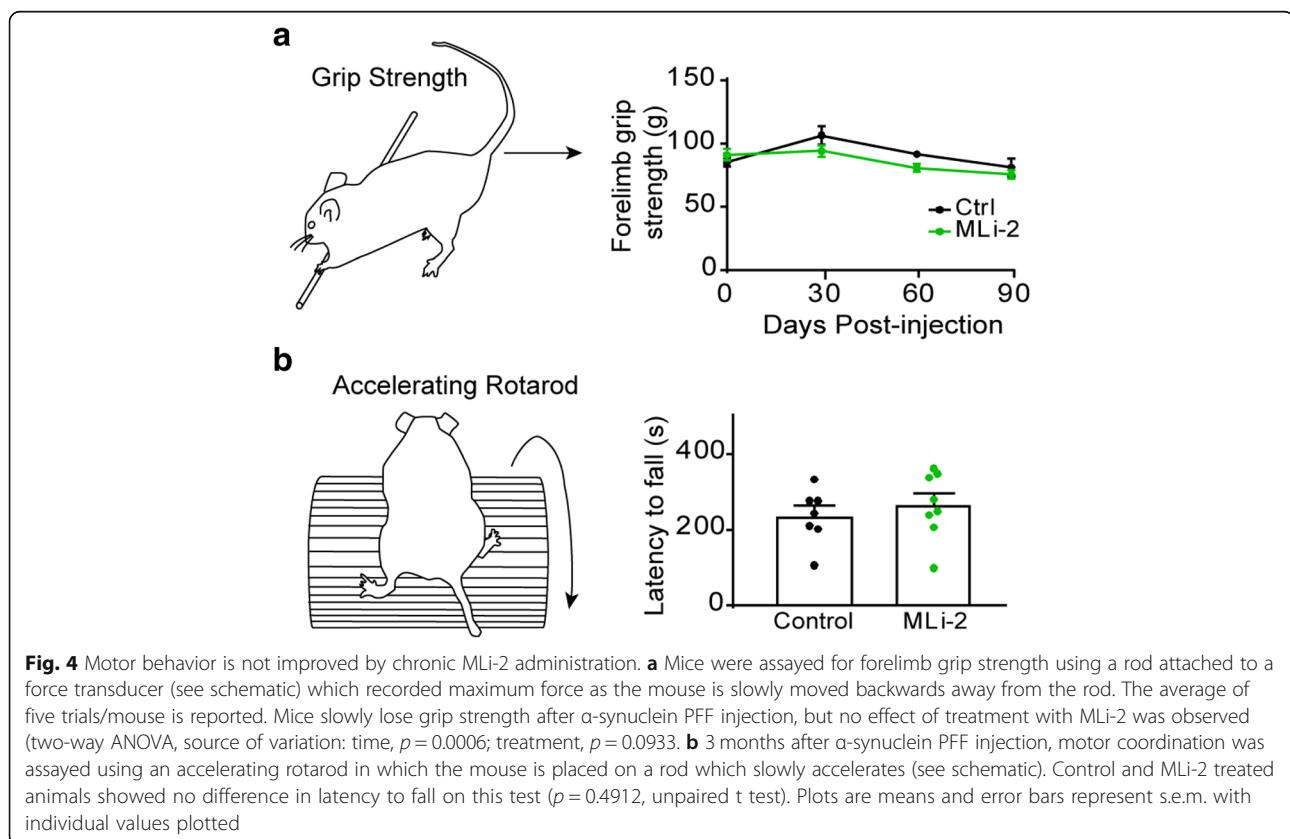 a
Grip Strength
Forelimb grip
strength (g)
150
100
50
0
Ctrl
MLi-2
0 30 60 90
Days Post-injection
b
Accelerating Rotarod
Latency to fall (s)
400
200
0
Control MLi-2
Fig. 4 Motor behavior is not improved by chronic MLi-2 administration. a Mice were assayed for forelimb grip strength using a rod attached to a
force transducer (see schematic) which recorded maximum force as the mouse is slowly moved backwards away from the rod. The average of
five trials/mouse is reported. Mice slowly lose grip strength after α-synuclein PFF injection, but no effect of treatment with MLi-2 was observed
(two-way ANOVA, source of variation: time, p = 0.0006; treatment, p = 0.0933. b 3 months after α-synuclein PFF injection, motor coordination was
assayed using an accelerating rotarod in which the mouse is placed on a rod which slowly accelerates (see schematic). Control and MLi-2 treated
animals showed no difference in latency to fall on this test (p = 0.4912, unpaired t test). Plots are means and error bars represent s.e.m. with
individual values plotted